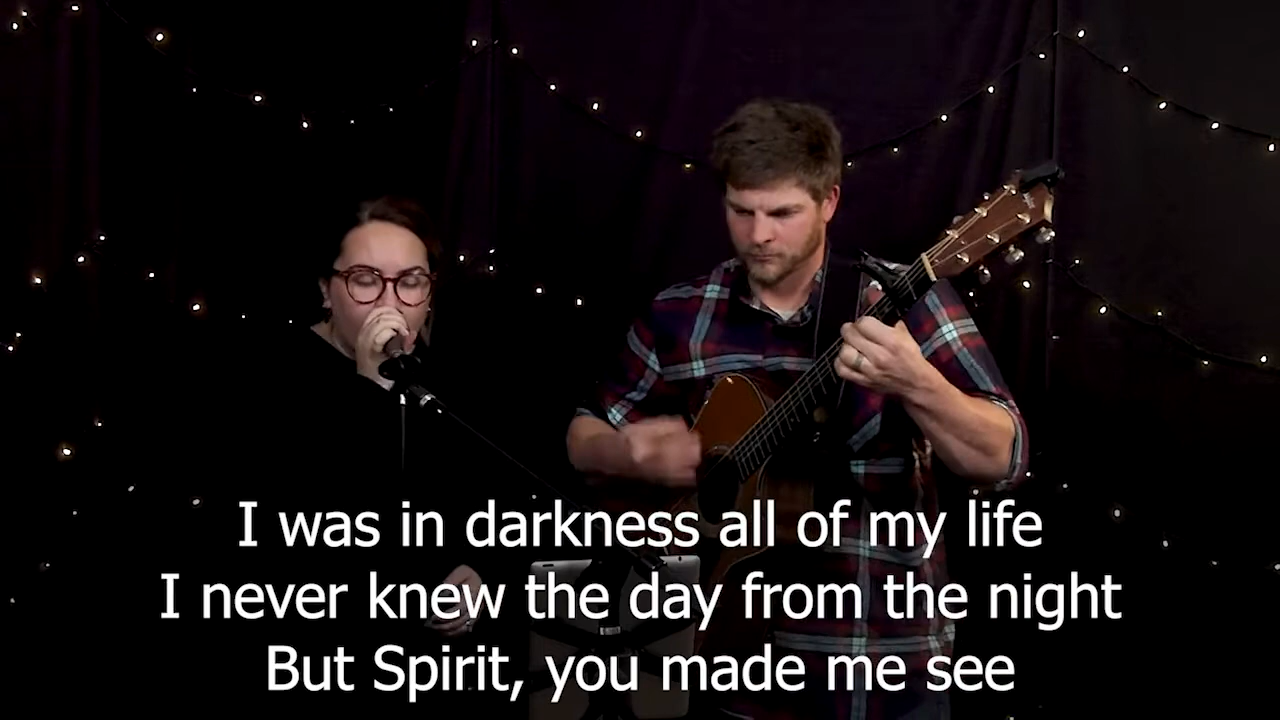 I was in darkness all of my life
I never knew the day from the night
But Spirit, you made me see